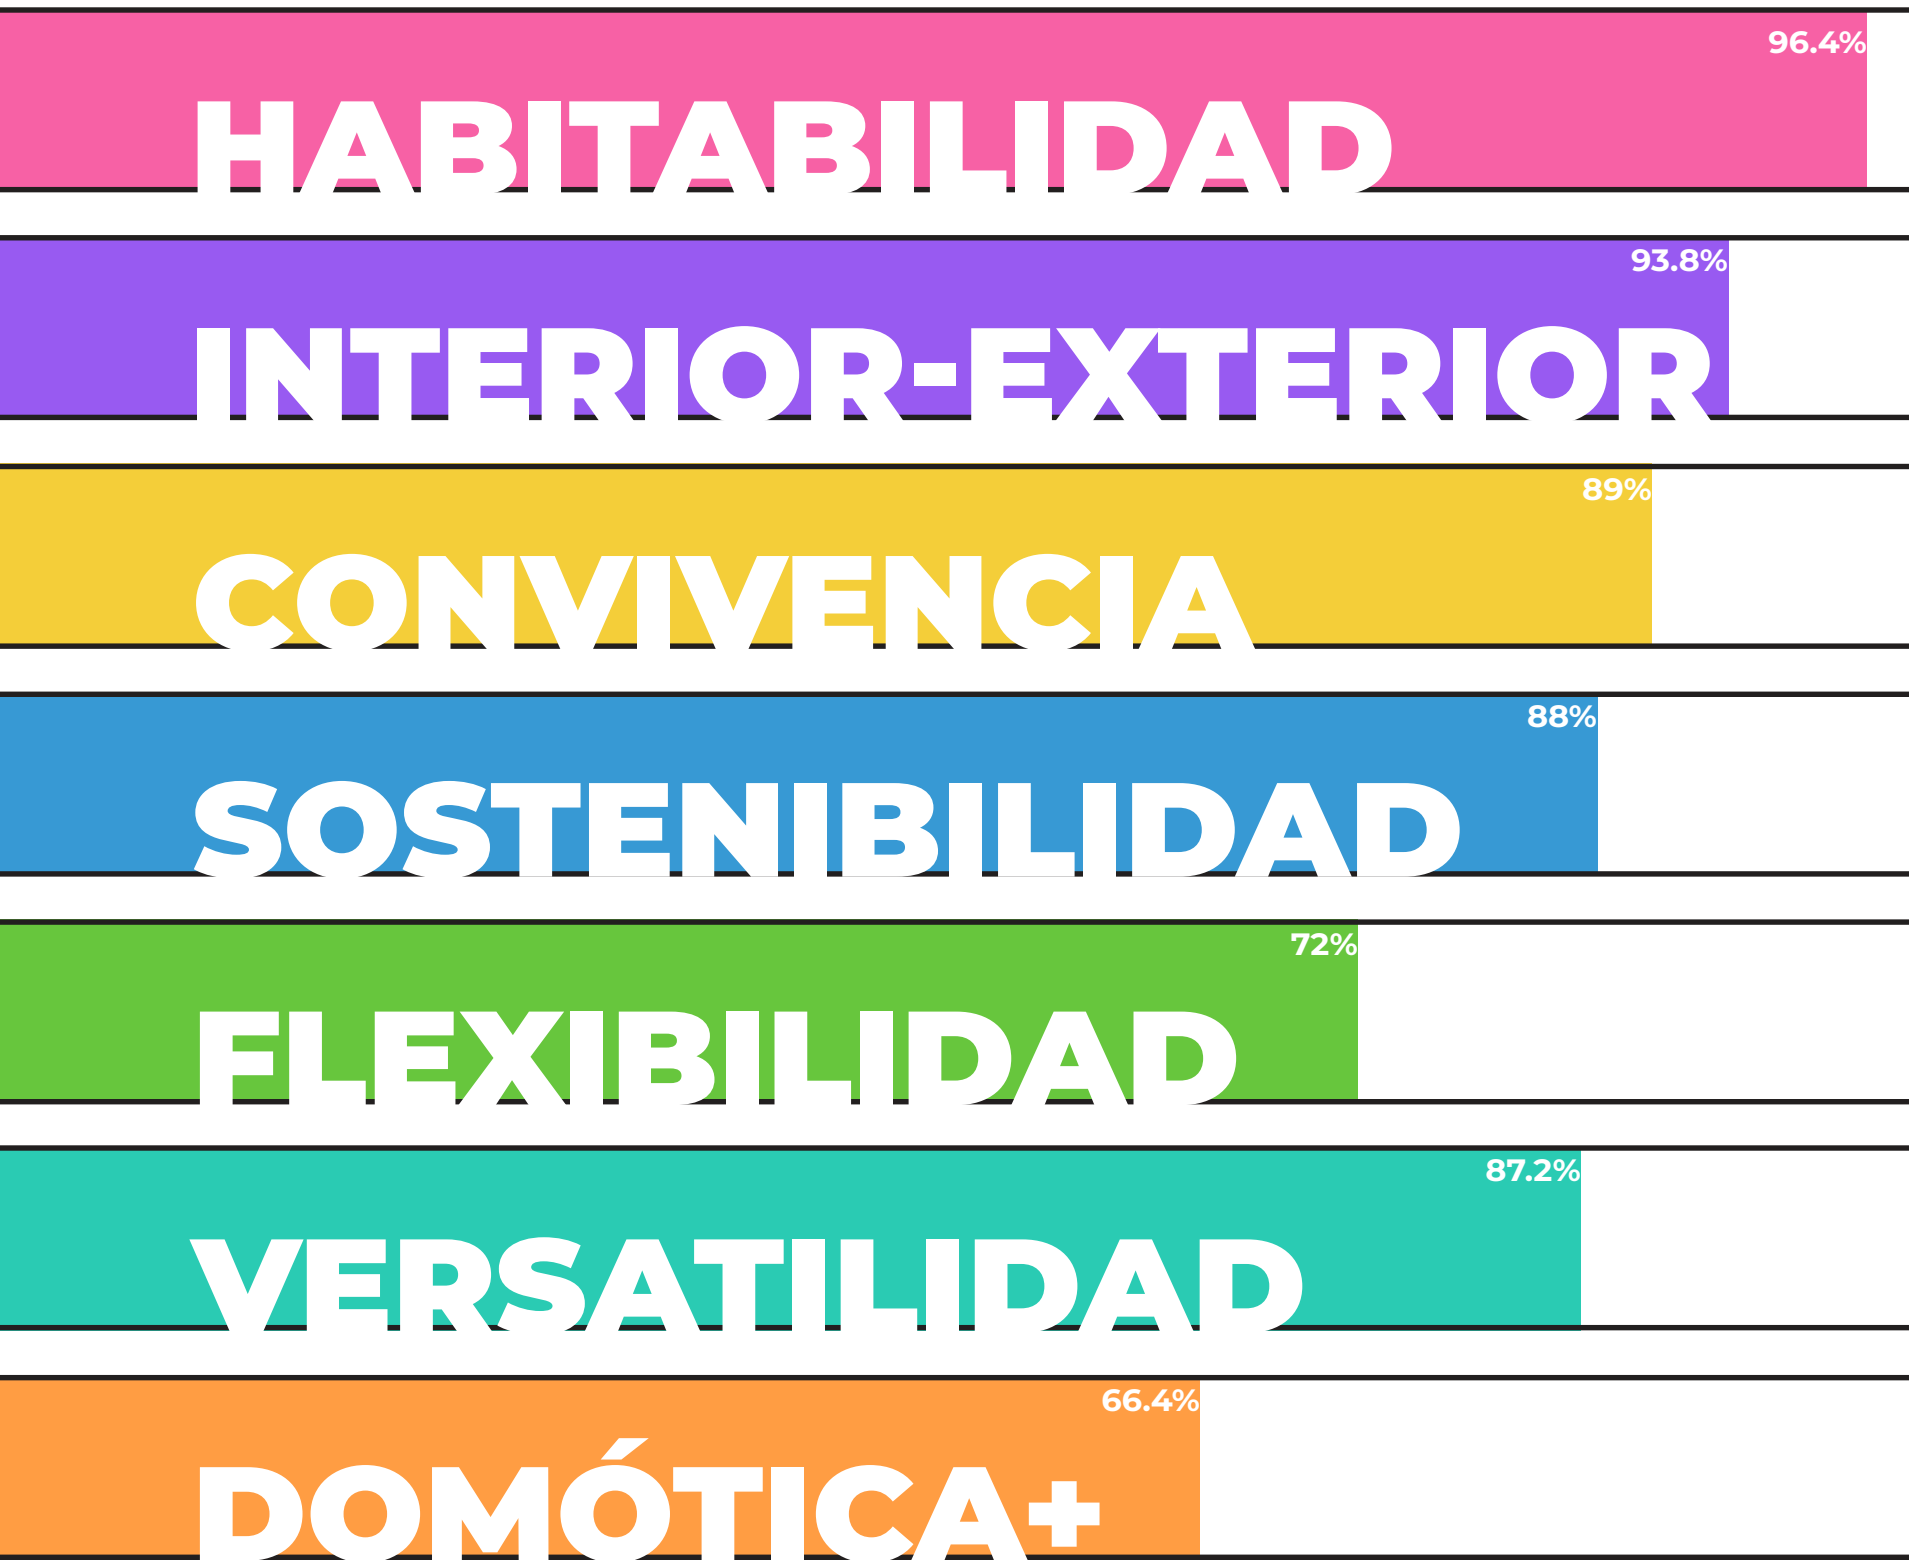 96.4%
HABITABILIDAD
93.8%
INTERIOR-EXTERIOR
89%
CONVIVENCIA
88%
SOSTENIBILIDAD
72%
FLEXIBILIDAD
87.2%
VERSATILIDAD
66.4%
DOMÓTICA+